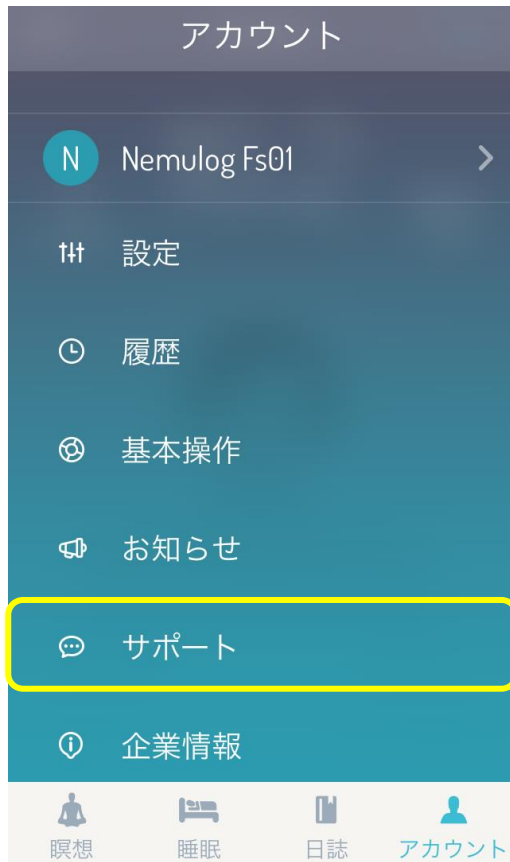 アカウント
N Nemulog Fs01
設定
履歴
基本操作
お知らせ
サポート
企業情報
瞑想 睡眠 日誌 アカウント